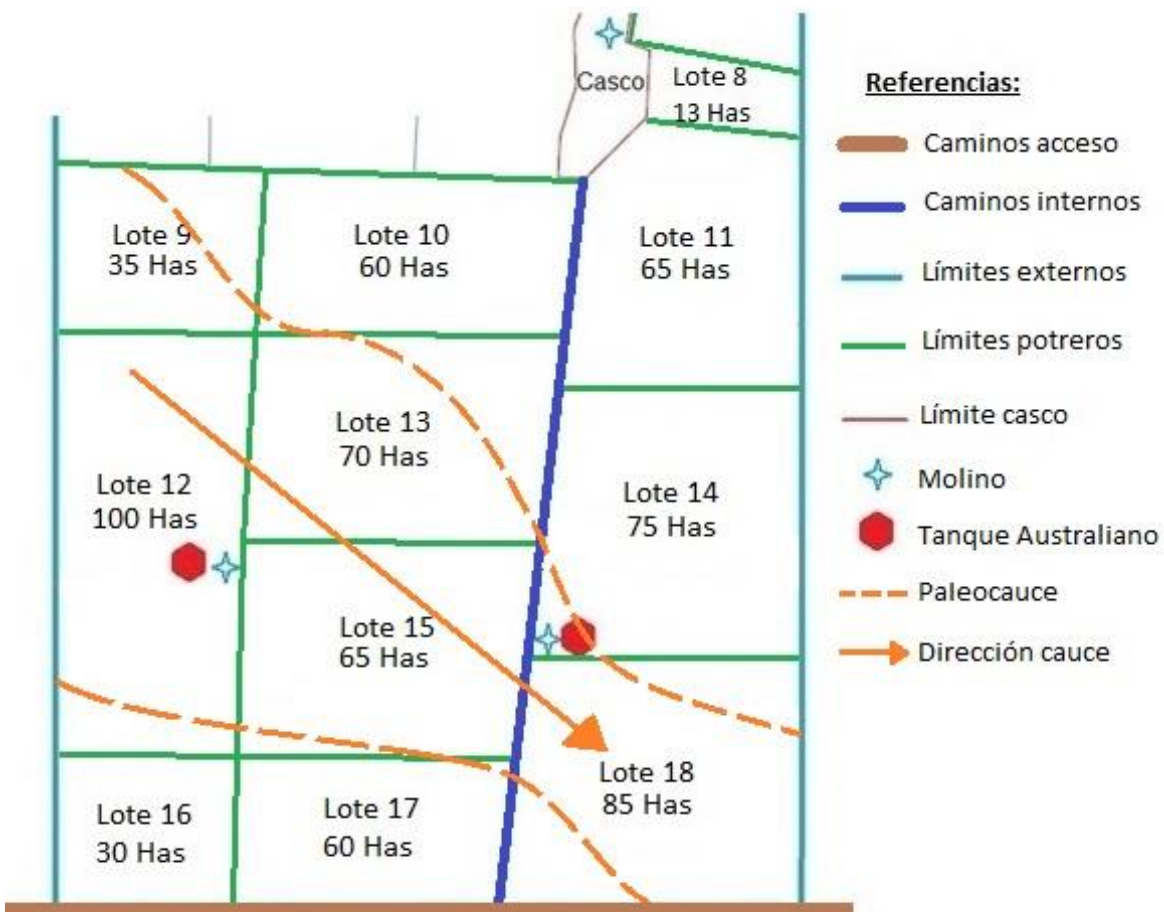 Casco
Lote 8
13 Has
Lote 9
35 Has
Lote 10
60 Has
Lote 11
65 Has
Lote 12
100 Has
Lote 13
70 Has
Lote 14
75 Has
Lote 15
65 Has
Lote 16
30 Has
Lote 17
60 Has
Lote 18
85 Has
Referencias:
Caminos acceso
Caminos internos
Límites externos
Límites potreros
Límite casco
Molino
Tanque Australiano
Paleocauce
Dirección cauce